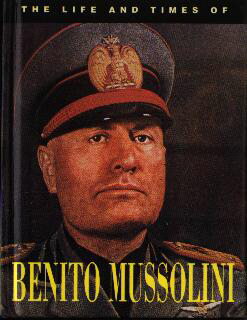 THE LIFE AND TIMES OF
BENITO MUSSOLINI